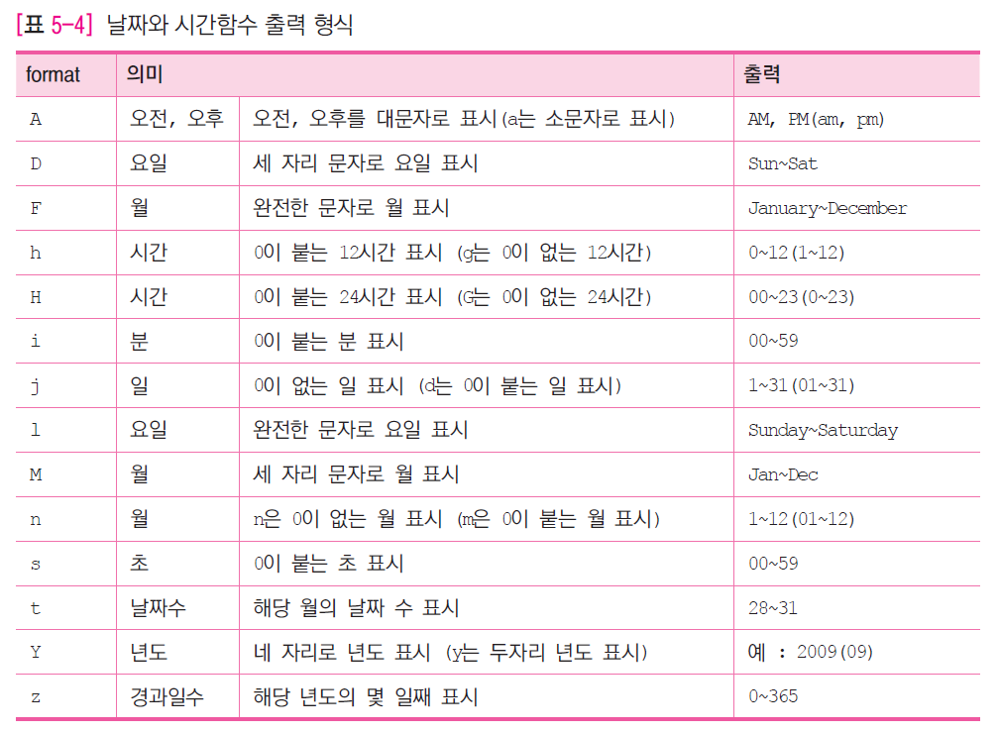 [표 5-4] 날짜와 시간함수 출력 형식
format 의미 출력
A 오전, 오후 오전, 오후를 대문자로 표시(a는 소문자로 표시) AM, PM(am, pm)
D 요일 세 자리 문자로 요일 표시 Sun~Sat
F 월 완전한 문자로 월 표시 January~December
h 시간 0이 붙는 12시간 표시 (g는 0이 없는 12시간) 0~12(1~12)
H 시간 0이 붙는 24시간 표시 (G는 0이 없는 24시간) 00~23(0~23)
i 분 0이 붙는 분 표시 00~59
j 일 0이 없는 일 표시 (d는 0이 붙는 일 표시) 1~31(01~31)
l 요일 완전한 문자로 요일 표시 Sunday~Saturday
M 월 세 자리 문자로 월 표시 Jan~Dec
n 월 n은 0이 없는 월 표시 (m은 0이 붙는 월 표시) 1~12(01~12)
s 초 0이 붙는 초 표시 00~59
t 날짜수 해당 월의 날짜 수 표시 28~31
Y 년도 네 자리로 년도 표시 (y는 두자리 년도 표시) 예 : 2009(09)
z 경과일수 해당 년도의 몇 일째 표시 0~365